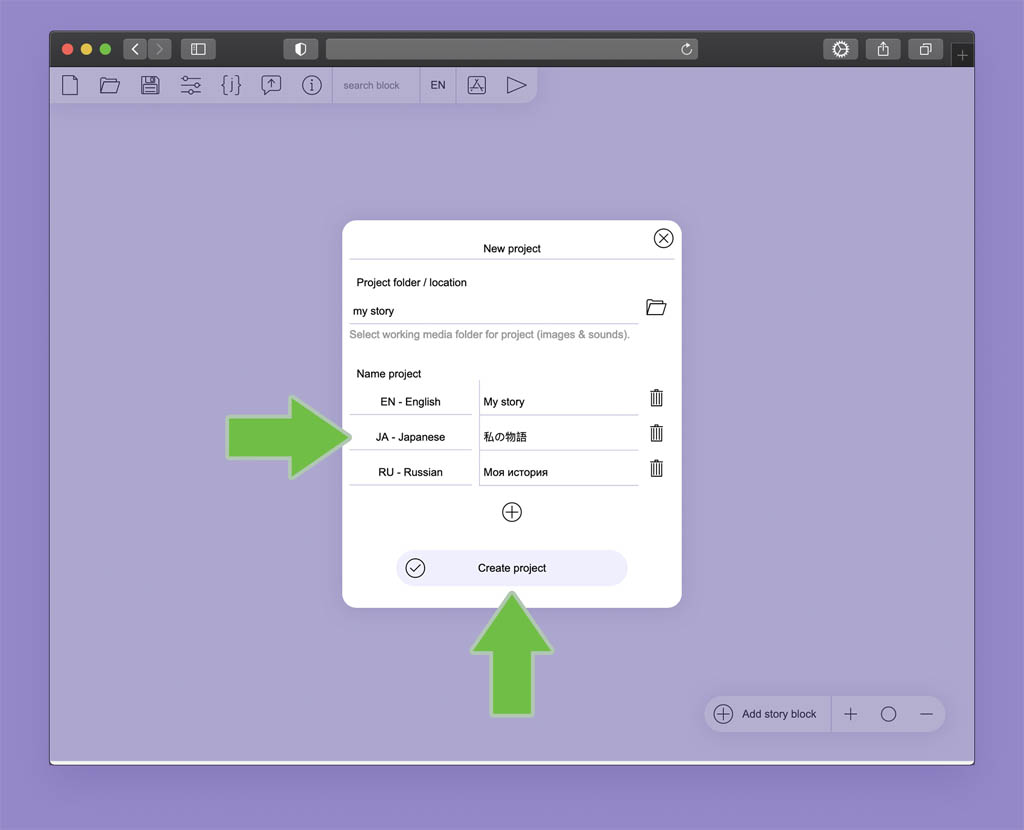 search block
EN
New project
Project folder / location
my story
Select working media folder for project (images & sounds).
Name project
EN - English
My story
JA - Japanese
私の物語
RU - Russian
Моя история
Create project
Add story block